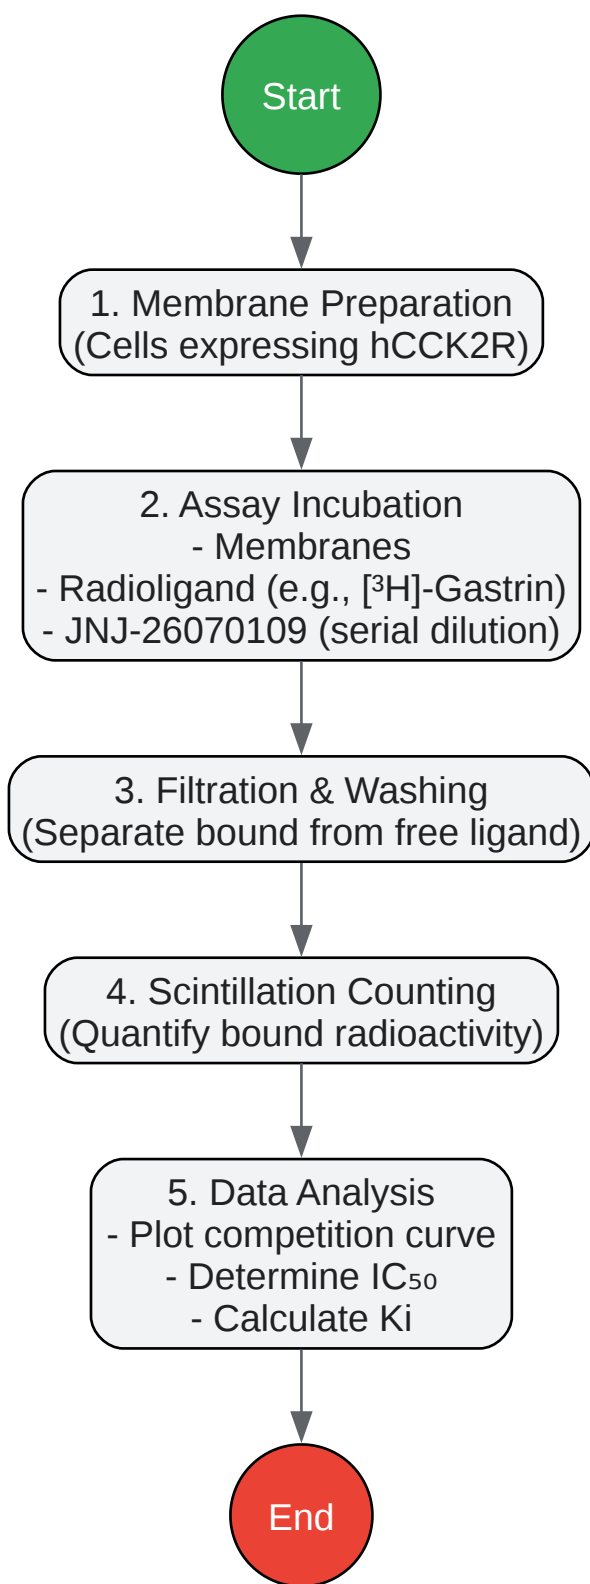 Start
1. Membrane Preparation
(Cells expressing hCCK2R)
2. Assay Incubation
- Membranes
- Radioligand (e.g., [³H]-Gastrin)
- JNJ-26070109 (serial dilution)
3. Filtration & Washing
(Separate bound from free ligand)
4. Scintillation Counting
(Quantify bound radioactivity)
5. Data Analysis
- Plot competition curve
- Determine IC₅₀
- Calculate Ki
End